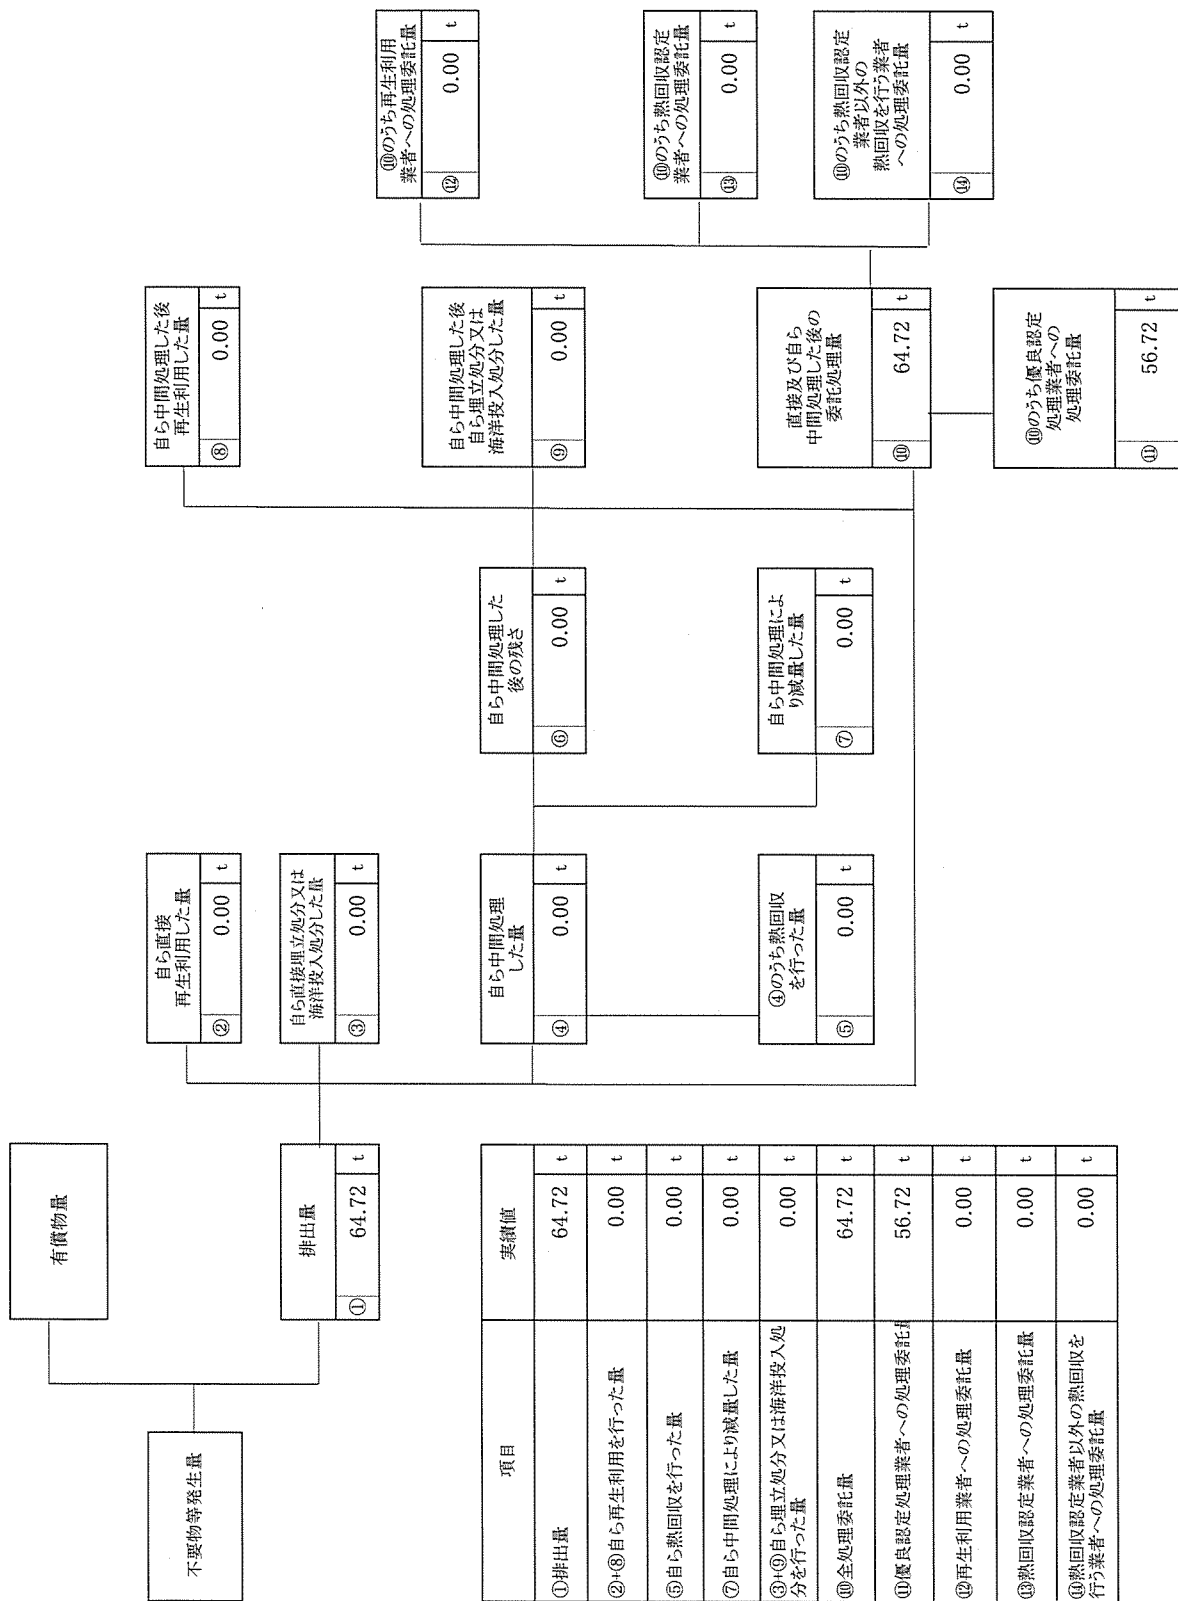 不要物等発生量
有償物量
排出量
① 64.72 t
自ら直接
再生利用した量
② 0.00 t
自ら直接埋立処分又は
海洋投入処分した量
③ 0.00 t
自ら中間処理
した量
④ 0.00 t
④のうち熱回収
を行った量
⑤ 0.00 t
自ら中間処理した
後の残さ
⑥ 0.00 t
自ら中間処理によ
り減量した量
⑦ 0.00 t
自ら中間処理した後
再生利用した量
⑧ 0.00 t
自ら中間処理した後
自ら埋立処分又は
海洋投入処分した量
⑨ 0.00 t
直接及び自ら
中間処理した後の
委託処理量
⑩ 64.72 t
⑩のうち優良認定
処理業者への
処理委託量
⑪ 56.72 t
⑩のうち再生利用
業者への処理委託量
⑫ 0.00 t
⑩のうち熱回収認定
業者への処理委託量
⑬ 0.00 t
⑩のうち熱回収認定
業者以外の
熱回収を行う業者
への処理委託量
⑭ 0.00 t
項目 実績値
①排出量 64.72 t
②+⑧自ら再生利用を行った量 0.00 t
⑤自ら熱回収を行った量 0.00 t
⑦自ら中間処理により減量した量 0.00 t
③+⑨自ら埋立処分又は海洋投入処
分を行った量 0.00 t
⑩全処理委託量 64.72 t
⑪優良認定処理業者への処理委託量 56.72 t
⑫再生利用業者への処理委託量 0.00 t
⑬熱回収認定業者への処理委託量 0.00 t
⑭熱回収認定業者以外の熱回収を
行う業者への処理委託量 0.00 t